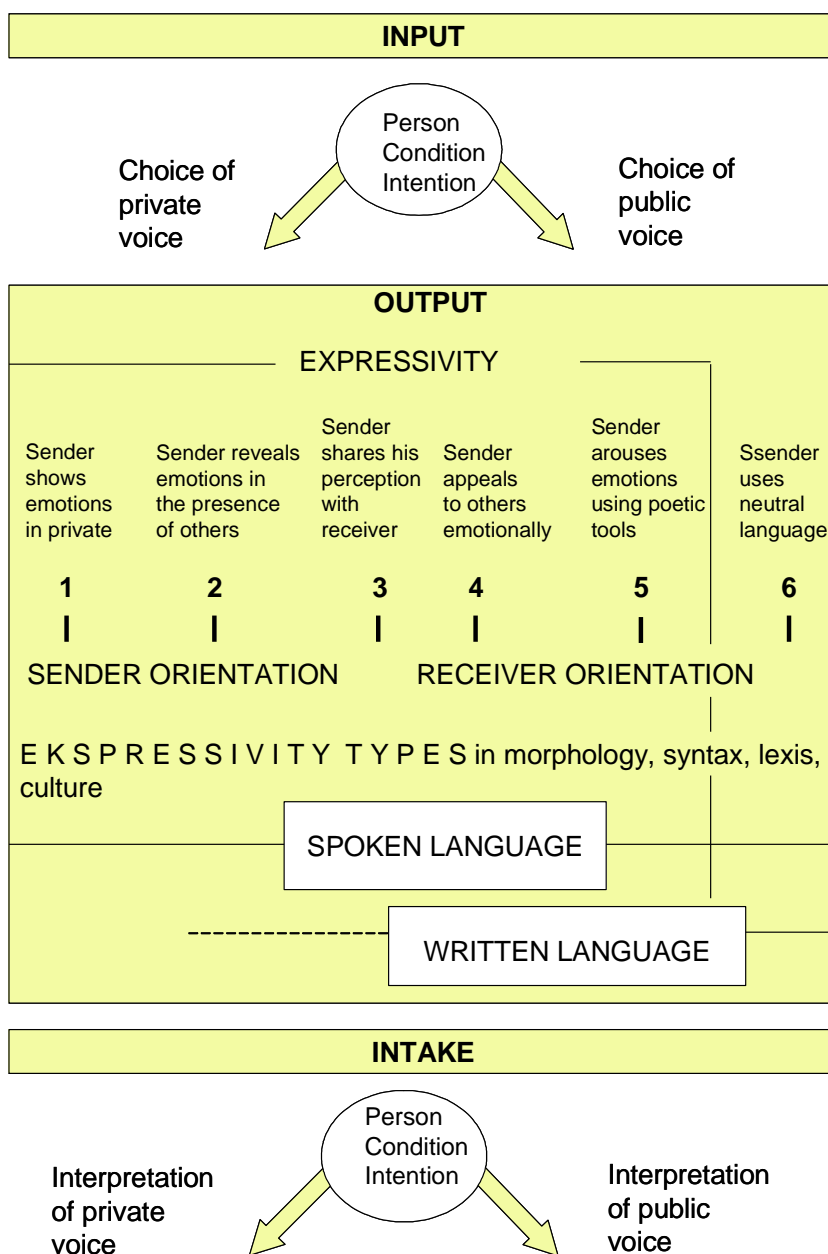 INPUT
Person
Condition
Intention
Choice of
private
voice
Choice of
public
voice
OUTPUT
EXPRESSIVITY
Sender
shows
emotions
in private
Sender reveals
emotions in
the presence
of others
Sender
shares his
perception
with
receiver
Sender
appeals
to others
emotionally
Sender
arouses
emotions
using poetic
tools
Ssender
uses
neutral
language
1 2 3 4 5 6
SENDER ORIENTATION RECEIVER ORIENTATION
E K S P R E S S I V I T Y T Y P E S in morphology, syntax, lexis,
culture
SPOKEN LANGUAGE
WRITTEN LANGUAGE
INTAKE
Person
Condition
Intention
Interpretation
of private
voice
Interpretation
of public
voice